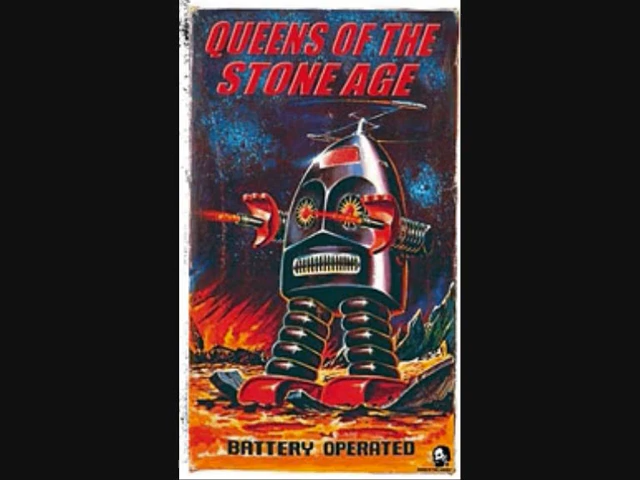 QUEENS OF THE
STONE AGE
BATTERY OPERATED